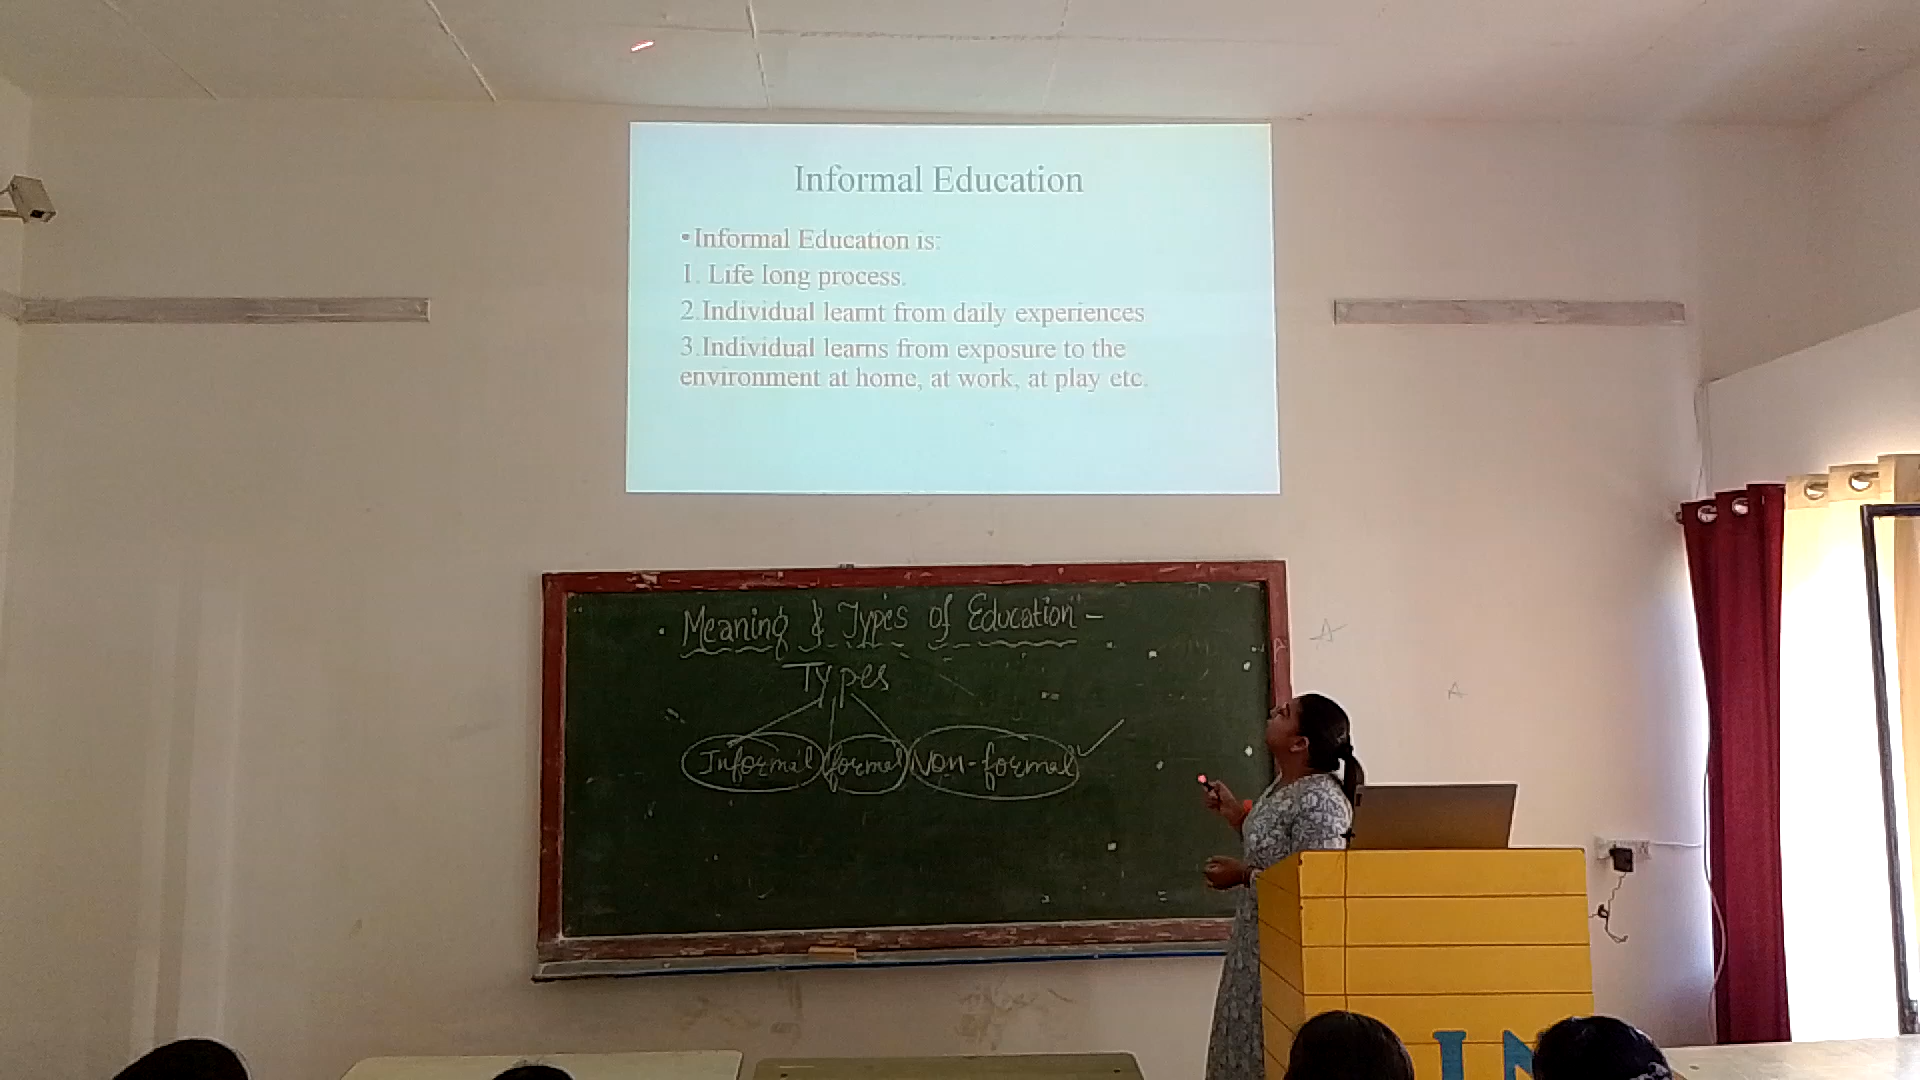 Informal Education
•Informal Education is:
1. Life long process.
2.Individual learnt from daily experiences
3.Individual learns from exposure to the
environment at home, at work, at play etc.
• Meaning & Types of Education –
Types
Informal formal Non-formal
A
A
IN